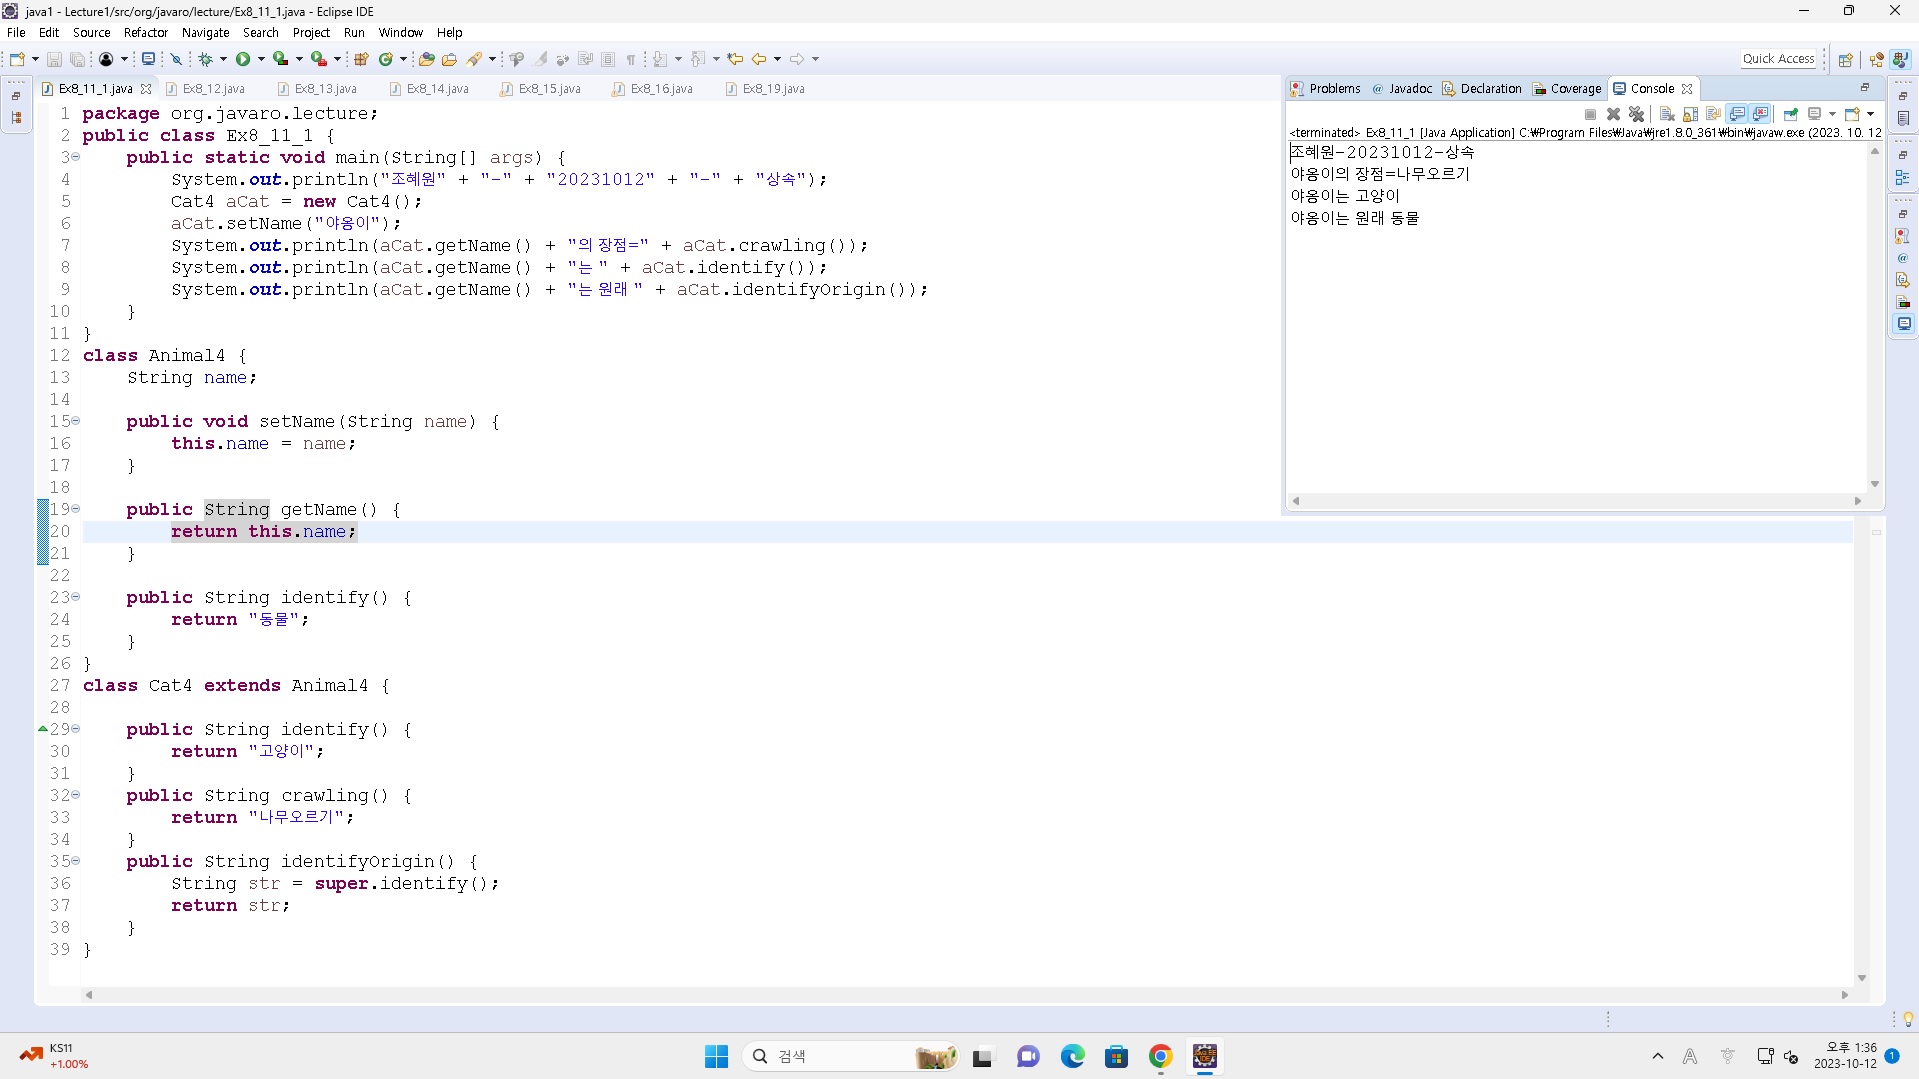 java1 - Lecture1/src/org/javaro/lecture/Ex8_11_1.java - Eclipse IDE
File Edit Source Refactor Navigate Search Project Run Window Help
Quick Access
Ex8_11_1.java Ex8_12.java Ex8_13.java Ex8_14.java Ex8_15.java Ex8_16.java Ex8_19.java
1 package org.javaro.lecture;
2 public class Ex8_11_1 {
3 public static void main(String[] args) {
4 System.out.println("조혜원" + "-" + "20231012" + "-" + "상속");
5 Cat4 aCat = new Cat4();
6 aCat.setName("야옹이");
7 System.out.println(aCat.getName() + "의 장점=" + aCat.crawling());
8 System.out.println(aCat.getName() + "는 " + aCat.identify());
9 System.out.println(aCat.getName() + "는 원래 " + aCat.identifyOrigin());
10 }
11 }
12 class Animal4 {
13 String name;
14
15 public void setName(String name) {
16 this.name = name;
17 }
18
19 public String getName() {
20 return this.name;
21 }
22
23 public String identify() {
24 return "동물";
25 }
26 }
27 class Cat4 extends Animal4 {
28
29 public String identify() {
30 return "고양이";
31 }
32 public String crawling() {
33 return "나무오르기";
34 }
35 public String identifyOrigin() {
36 String str = super.identify();
37 return str;
38 }
39 }
Problems @ Javadoc Declaration Coverage Console
<terminated> Ex8_11_1 [Java Application] C:₩Program Files₩Java₩jre1.8.0_361₩bin₩javaw.exe (2023. 10. 12
조혜원-20231012-상속
야옹이의 장점=나무오르기
야옹이는 고양이
야옹이는 원래 동물
KS11
+1.00%
검색
A
오후 1:36
2023-10-12
1